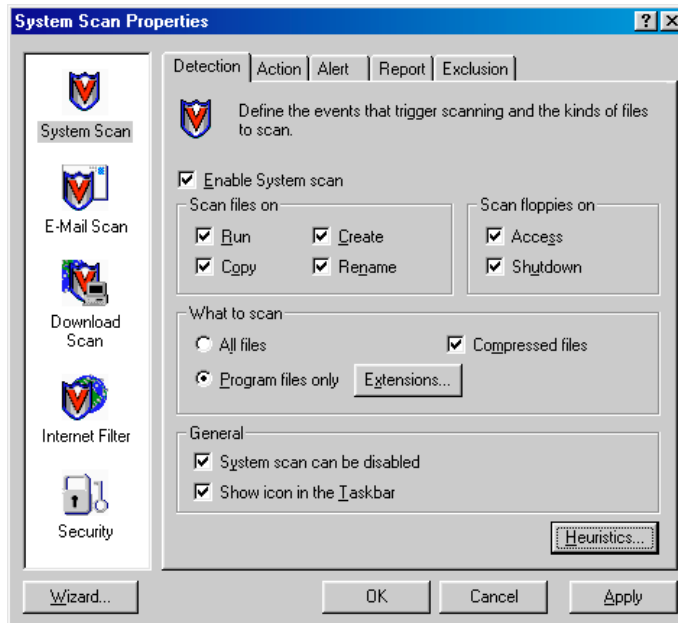 System Scan Properties
Detection Action Alert Report Exclusion
System Scan
Define the events that trigger scanning and the kinds of files
to scan.
E-Mail Scan
Enable System scan
Scan files on
Run Create
Copy Rename
Scan floppies on
Access
Shutdown
Download
Scan
What to scan
All files Compressed files
Program files only Extensions...
Internet Filter
General
System scan can be disabled
Show icon in the Taskbar
Security
Heuristics...
Wizard... OK Cancel Apply